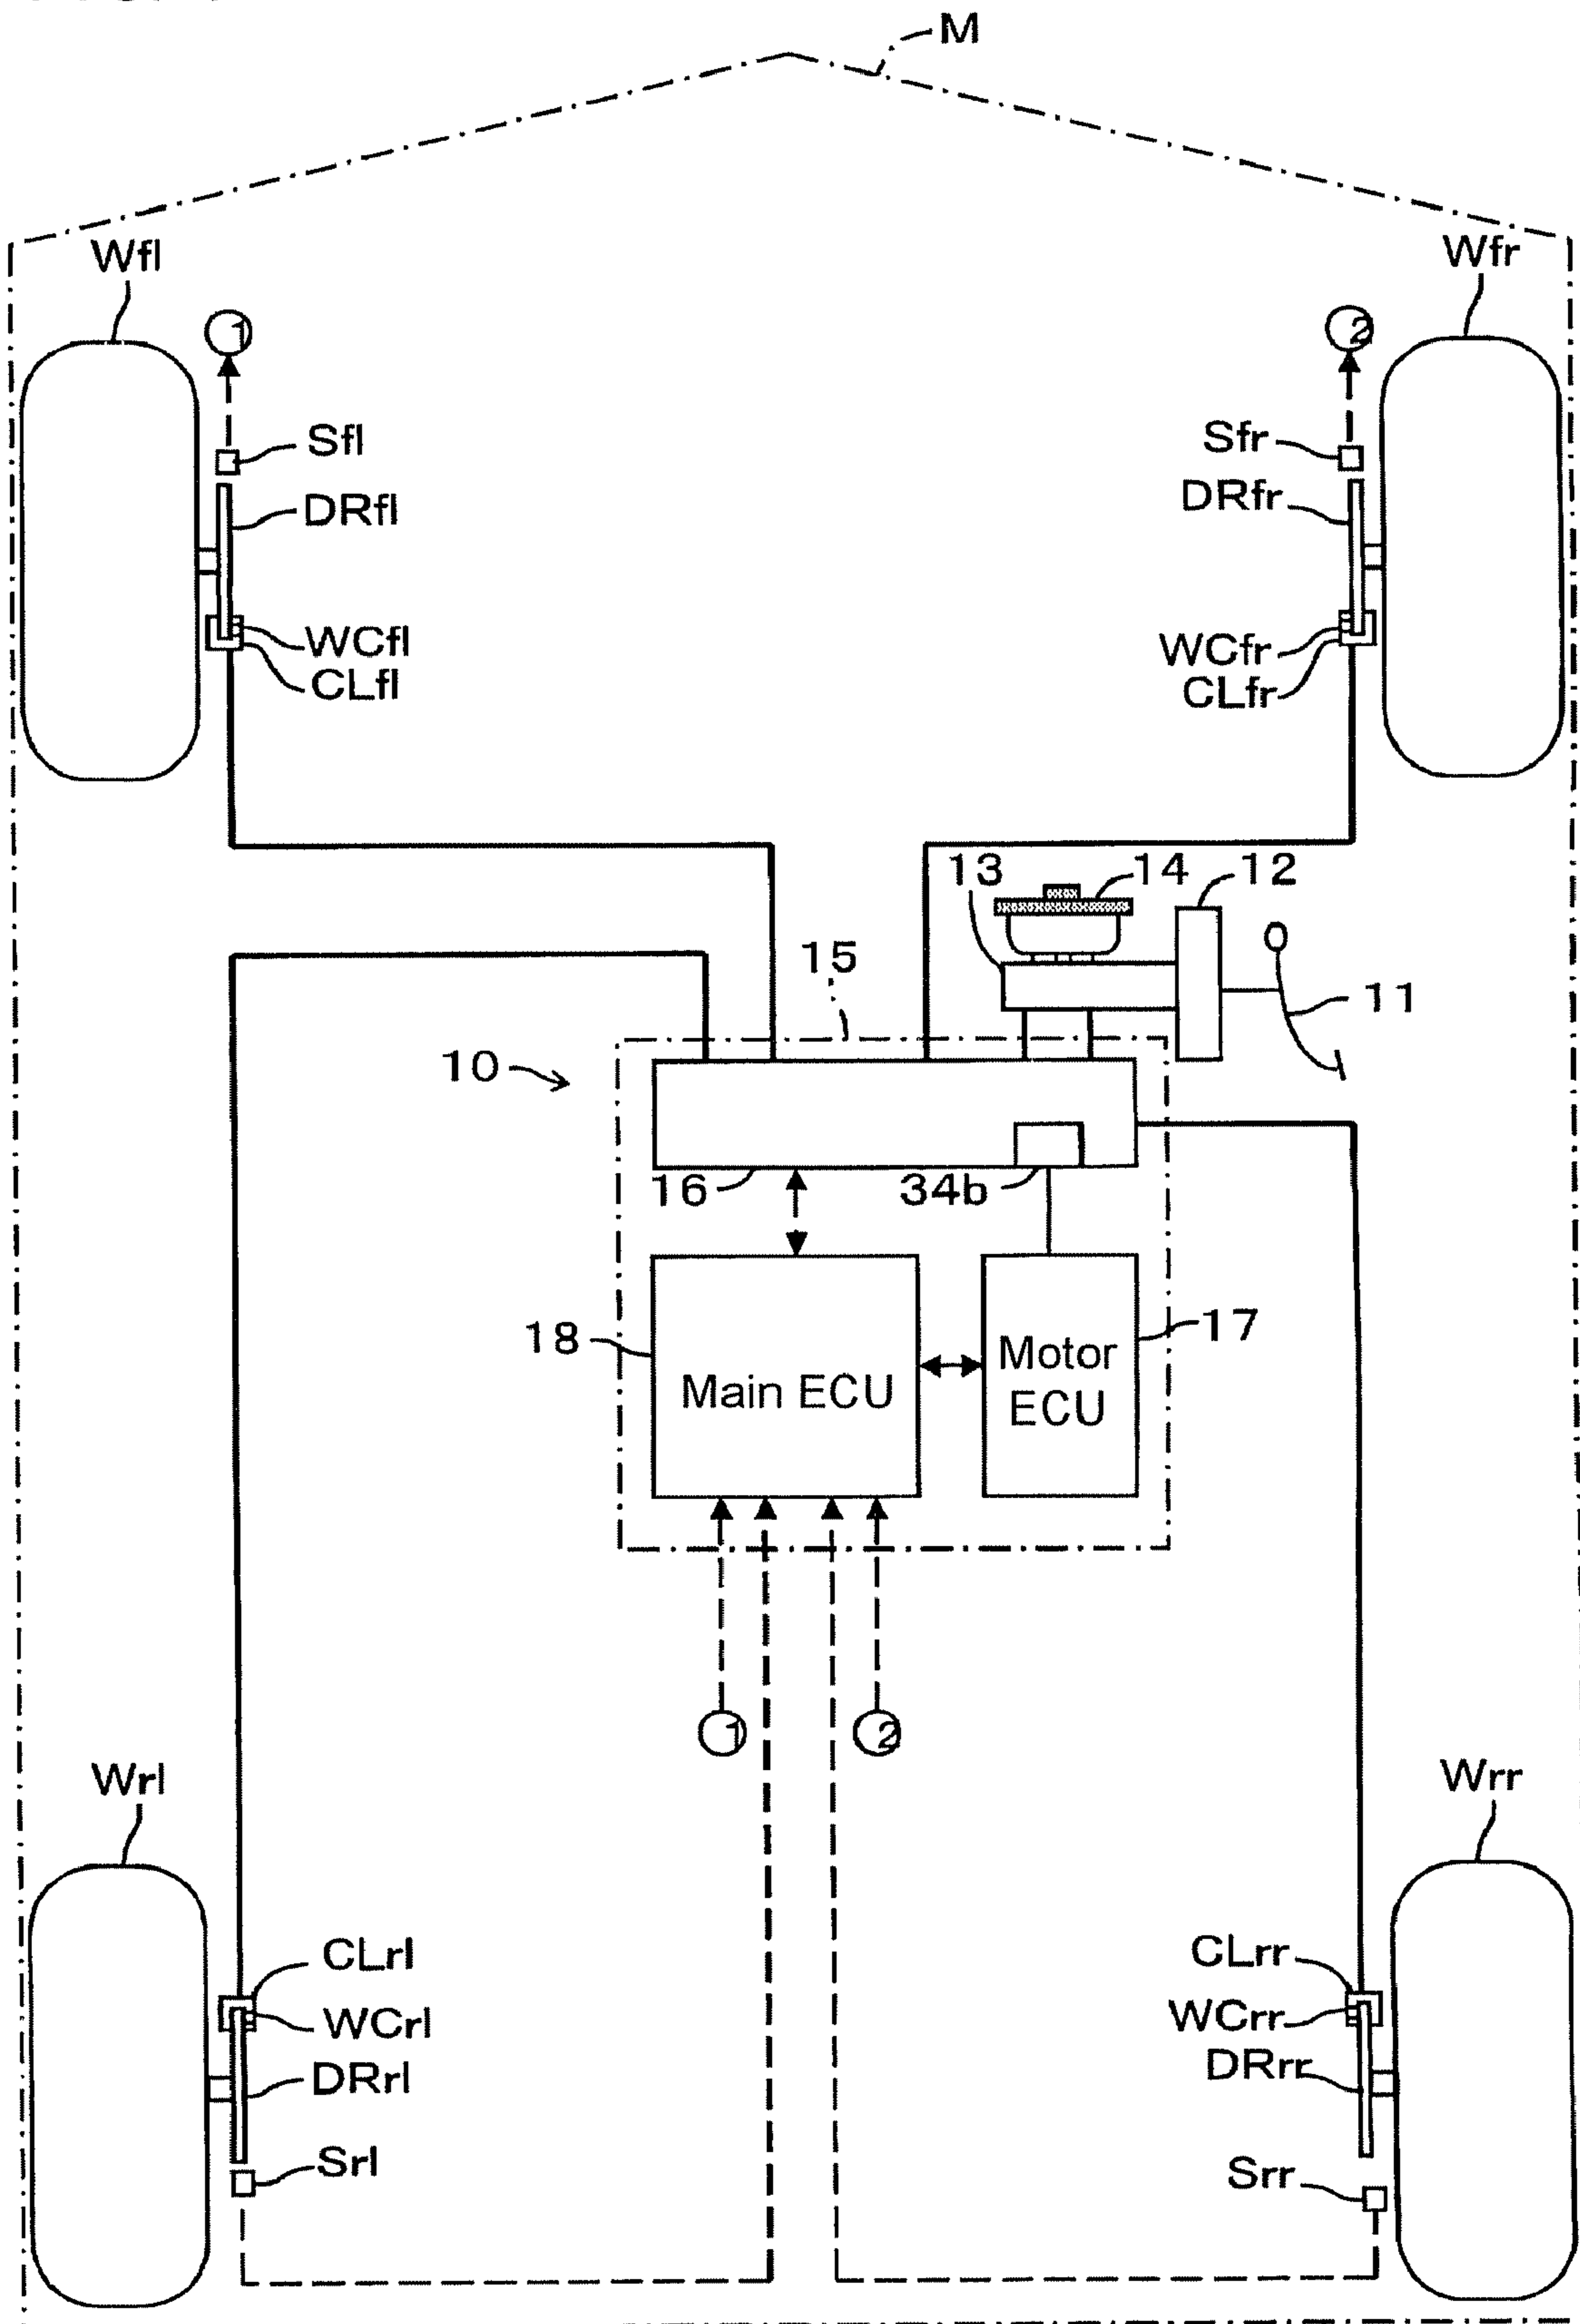 M
Wfl
Wfr
1
2
Sfl
Sfr
DRfl
DRfr
WCfl
WCfr
CLfl
CLfr
13
14
12
15
11
10
16
34b
18
17
Main ECU
Motor
ECU
1
2
Wrl
Wrr
CLrl
CLrr
WCrl
WCrr
DRrl
DRrr
Srl
Srr